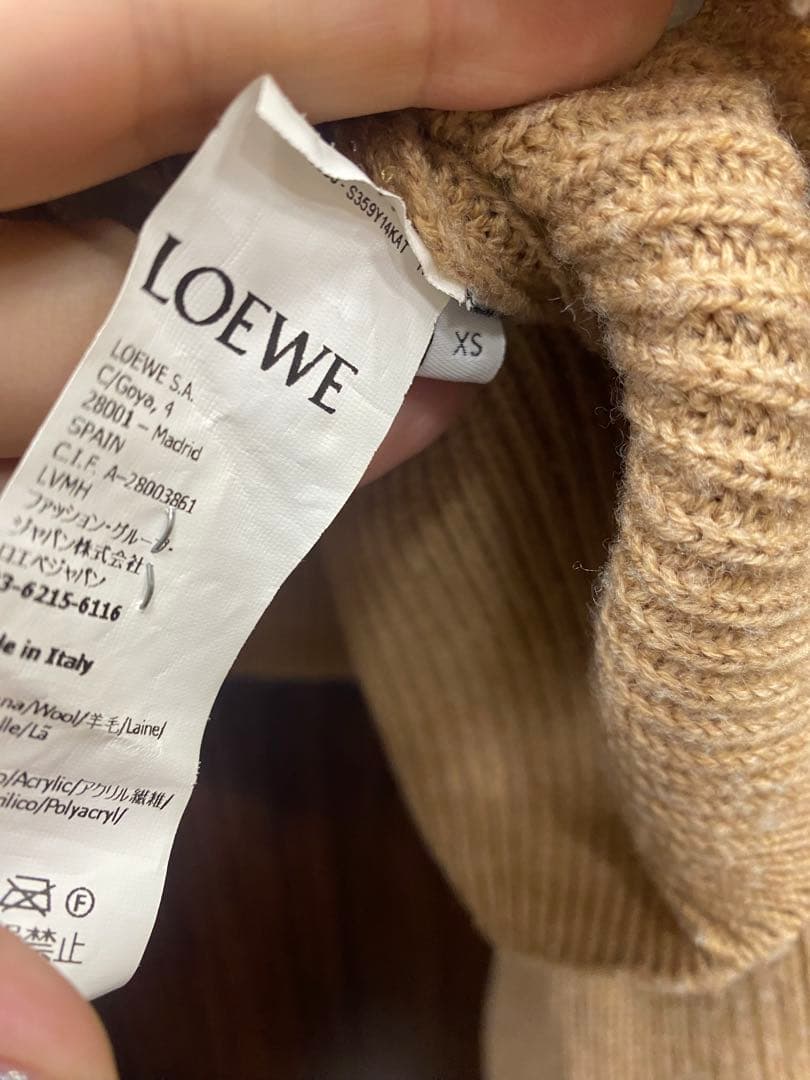 S359Y14KAT
LOEWE
XS
LOEWE S.A.
C/Goya, 4
28001 – Madrid
SPAIN
C.I.F. A-28003861
LVMH
ファッション・グループ・
ジャパン株式会社
ロエベジャパン
3-6215-6116
in Italy
na/Wool/羊毛/Laine/
lle/Lã
/Acrylic/アクリル繊維/
ílico/Polyacryl/
F
禁止